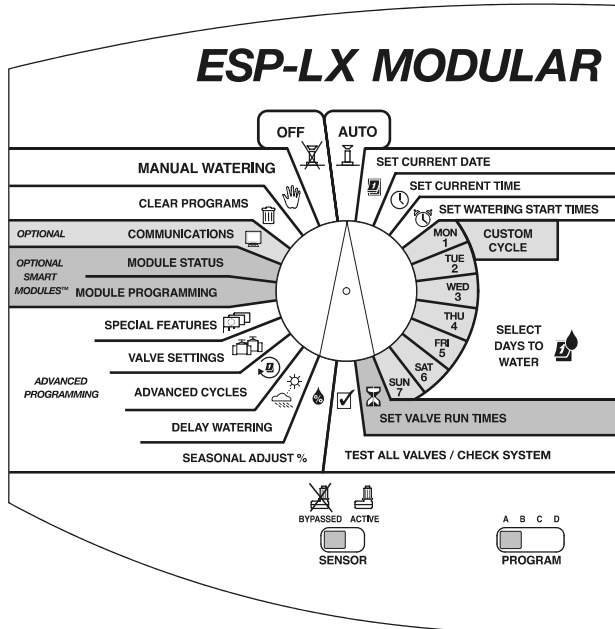 ESP-LX MODULAR
OFF
AUTO
MANUAL WATERING
SET CURRENT DATE
SET CURRENT TIME
CLEAR PROGRAMS
SET WATERING START TIMES
OPTIONAL
COMMUNICATIONS
MON
1
CUSTOM
CYCLE
OPTIONAL
SMART
MODULES™
MODULE STATUS
TUE
2
MODULE PROGRAMMING
WED
3
SPECIAL FEATURES
THU
4
SELECT
DAYS TO
WATER
VALVE SETTINGS
FRI
5
ADVANCED
PROGRAMMING
ADVANCED CYCLES
SAT
6
SUN
7
DELAY WATERING
SET VALVE RUN TIMES
SEASONAL ADJUST %
%
TEST ALL VALVES / CHECK SYSTEM
BYPASSED ACTIVE
SENSOR
A B C D
PROGRAM